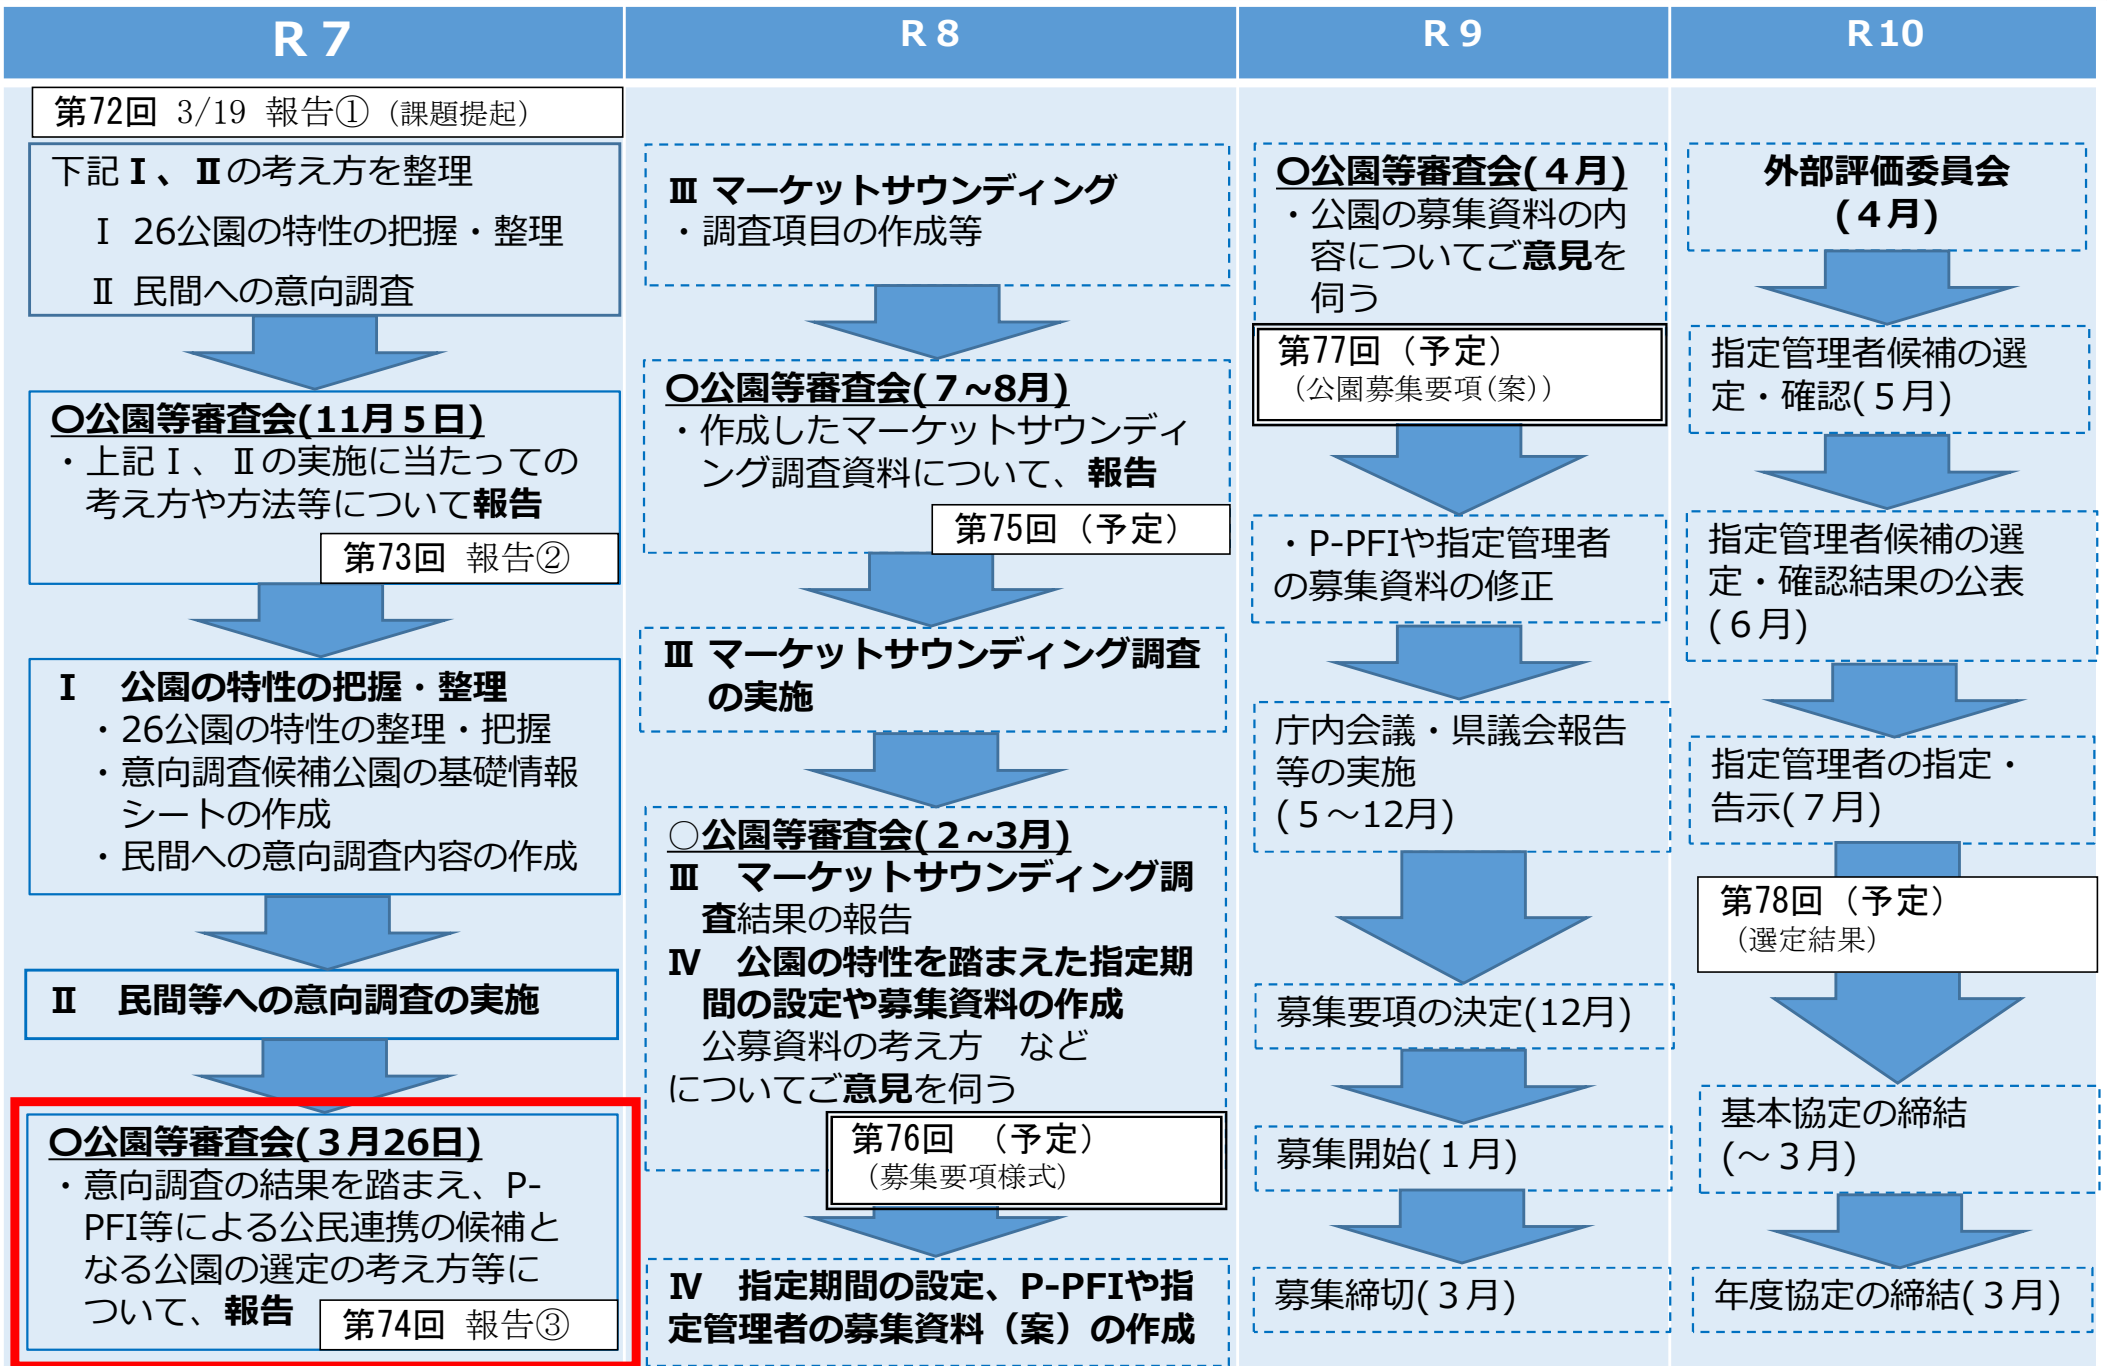 R 7
第72回 3/19 報告①（課題提起）
下記Ⅰ、Ⅱの考え方を整理
Ⅰ 26公園の特性の把握・整理
Ⅱ 民間への意向調査
〇公園等審査会(11月５日)
・上記Ⅰ、Ⅱの実施に当たっての
考え方や方法等について報告
第73回 報告②
Ⅰ　公園の特性の把握・整理
・26公園の特性の整理・把握
・意向調査候補公園の基礎情報
シートの作成
・民間への意向調査内容の作成
Ⅱ　民間等への意向調査の実施
〇公園等審査会(３月26日)
・意向調査の結果を踏まえ、P-
PFI等による公民連携の候補と
なる公園の選定の考え方等に
ついて、報告
第74回 報告③
R 8
Ⅲ マーケットサウンディング
・調査項目の作成等
〇公園等審査会(７~8月)
・作成したマーケットサウンディ
ング調査資料について、報告
第75回（予定）
Ⅲ マーケットサウンディング調査
の実施
○公園等審査会(２~3月)
Ⅲ　マーケットサウンディング調
査結果の報告
Ⅳ　公園の特性を踏まえた指定期
間の設定や募集資料の作成
公募資料の考え方　など
についてご意見を伺う
第76回 （予定）
（募集要項様式）
Ⅳ　指定期間の設定、P-PFIや指
定管理者の募集資料（案）の作成
R 9
〇公園等審査会(４月)
・公園の募集資料の内
容についてご意見を
伺う
第77回（予定）
（公園募集要項(案)）
・P-PFIや指定管理者
の募集資料の修正
庁内会議・県議会報告
等の実施
(５～12月)
募集要項の決定(12月)
募集開始(１月)
募集締切(３月)
R 10
外部評価委員会
(４月)
指定管理者候補の選
定・確認(５月)
指定管理者候補の選
定・確認結果の公表
(６月)
指定管理者の指定・
告示(７月)
第78回（予定）
（選定結果）
基本協定の締結
(～３月)
年度協定の締結(３月)